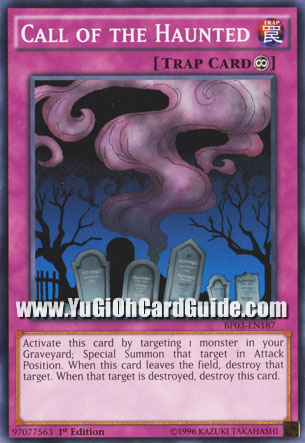 CALL OF THE HAUNTED
TRAP
罠
[TRAP CARD]
www.YuGiOhCardGuide.com
BP03-EN187
Activate this card by targeting 1 monster in your
Graveyard; Special Summon that target in Attack
Position. When this card leaves the field, destroy that
target. When that target is destroyed, destroy this card.
97077563 1st Edition
©1996 KAZUKI TAKAHASHI